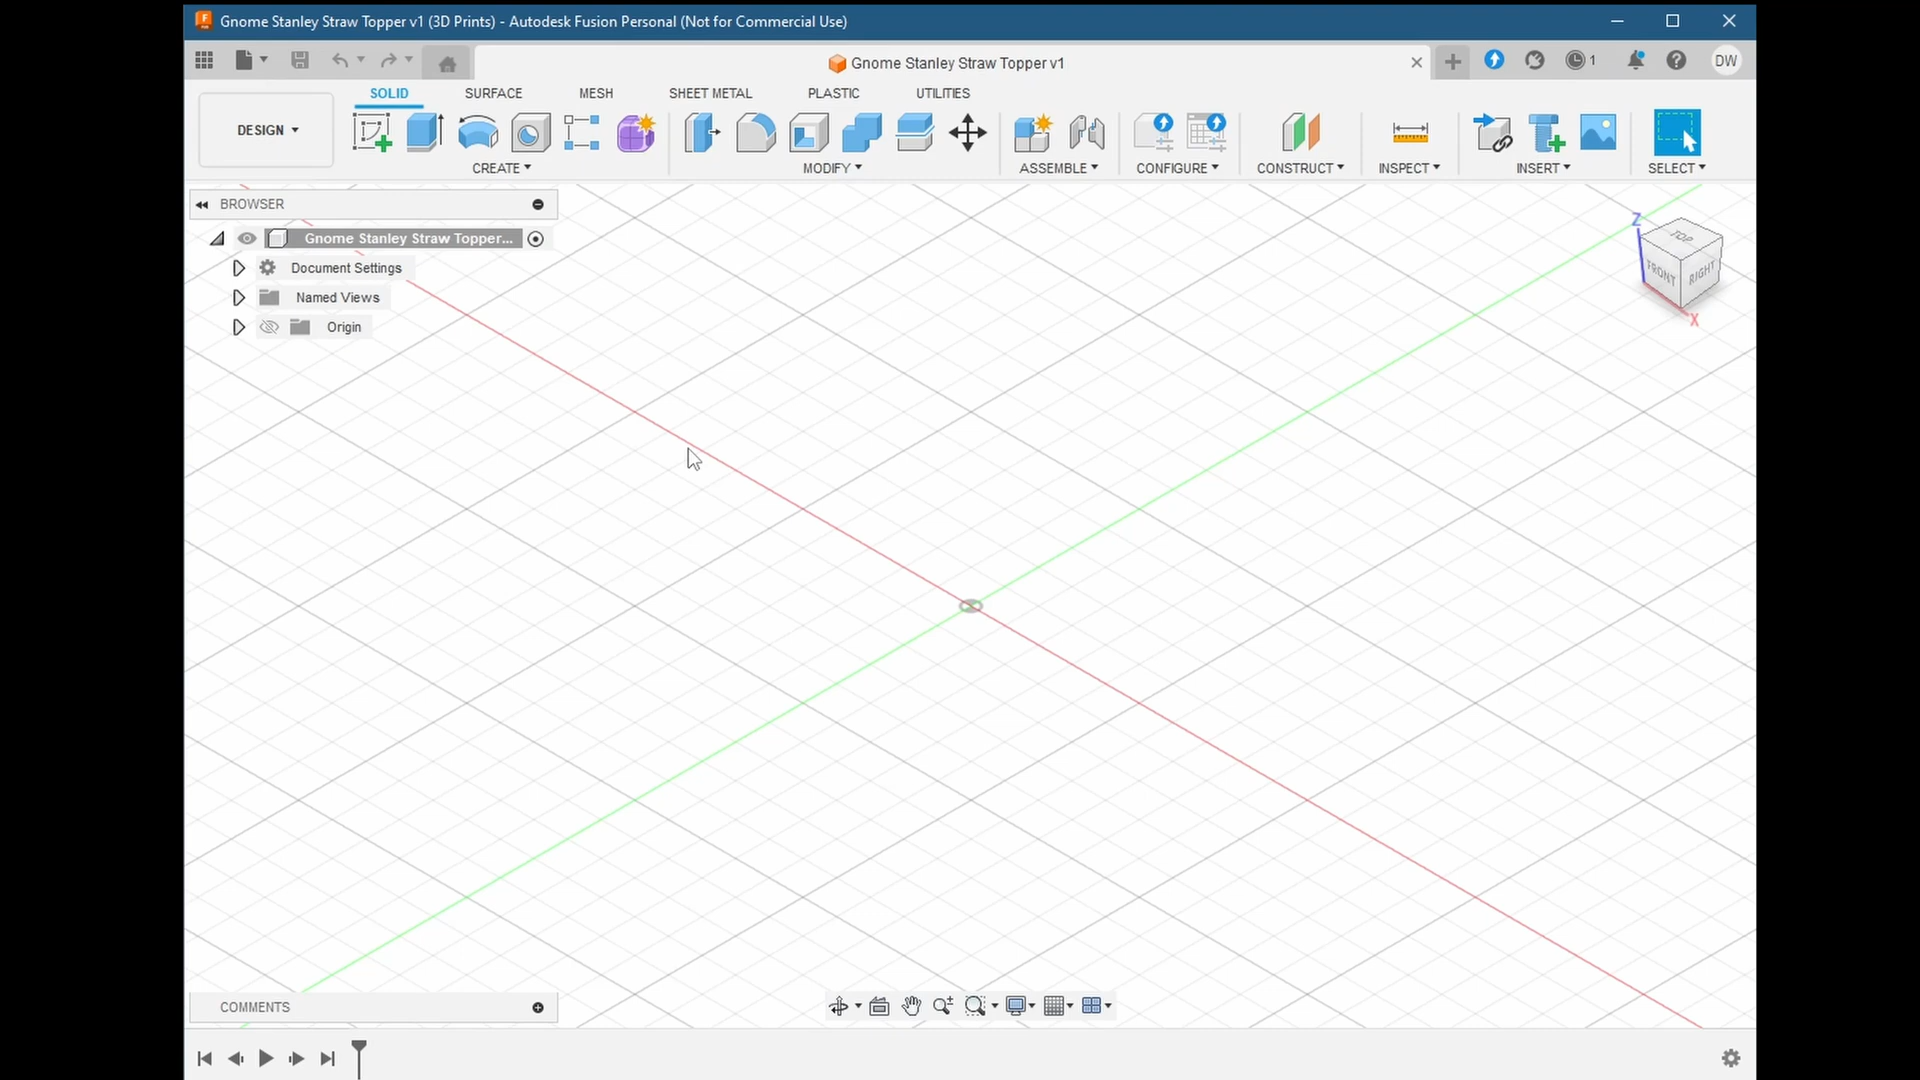 Gnome Stanley Straw Topper v1 (3D Prints) - Autodesk Fusion Personal (Not for Commercial Use)
Gnome Stanley Straw Topper v1
1
DW
SOLID
SURFACE
MESH
SHEET METAL
PLASTIC
UTILITIES
DESIGN
CREATE
MODIFY
ASSEMBLE
CONFIGURE
CONSTRUCT
INSPECT
INSERT
SELECT
BROWSER
Gnome Stanley Straw Topper...
Document Settings
Named Views
Origin
Z
TOP
FRONT
RIGHT
X
COMMENTS